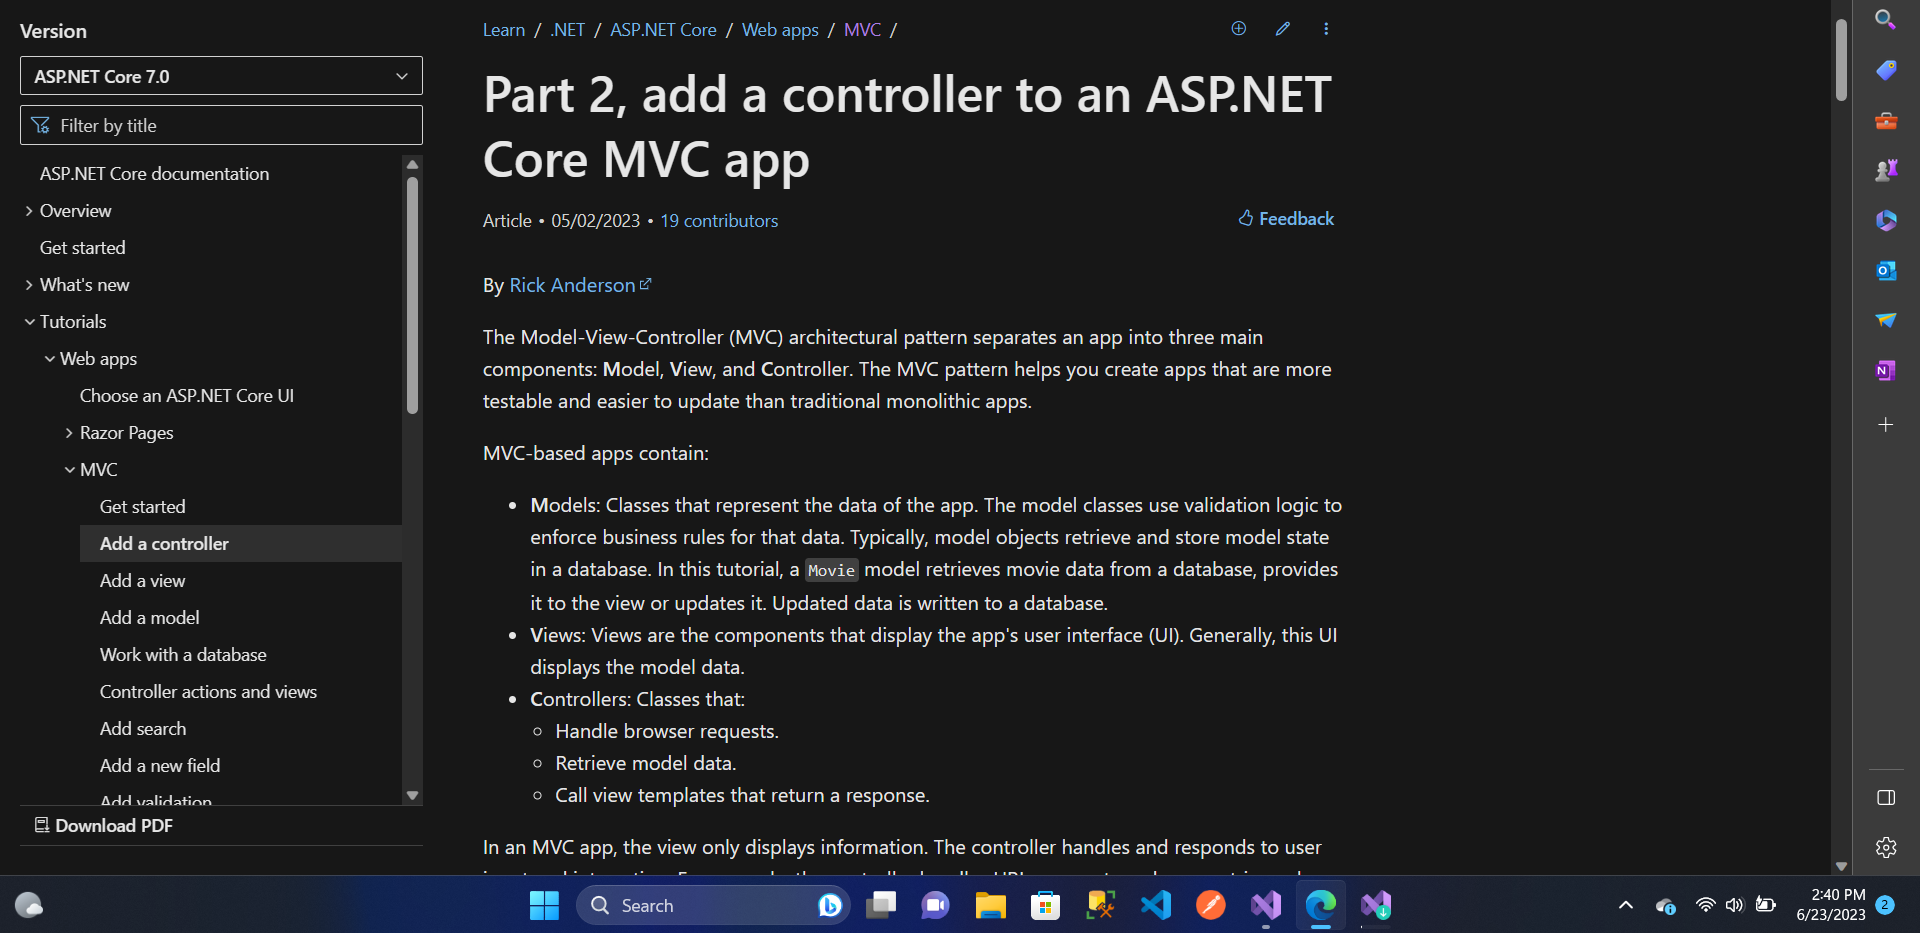 Version
ASP.NET Core 7.0
Filter by title
ASP.NET Core documentation
Overview
Get started
What's new
Tutorials
Web apps
Choose an ASP.NET Core UI
Razor Pages
MVC
Get started
Add a controller
Add a view
Add a model
Work with a database
Controller actions and views
Add search
Add a new field
Add validation
Download PDF
Learn / .NET / ASP.NET Core / Web apps / MVC /
Part 2, add a controller to an ASP.NET
Core MVC app
Article • 05/02/2023 • 19 contributors
Feedback
By Rick Anderson
The Model-View-Controller (MVC) architectural pattern separates an app into three main
components: Model, View, and Controller. The MVC pattern helps you create apps that are more
testable and easier to update than traditional monolithic apps.
MVC-based apps contain:
• Models: Classes that represent the data of the app. The model classes use validation logic to
enforce business rules for that data. Typically, model objects retrieve and store model state
in a database. In this tutorial, a Movie model retrieves movie data from a database, provides
it to the view or updates it. Updated data is written to a database.
• Views: Views are the components that display the app's user interface (UI). Generally, this UI
displays the model data.
• Controllers: Classes that:
◦ Handle browser requests.
◦ Retrieve model data.
◦ Call view templates that return a response.
In an MVC app, the view only displays information. The controller handles and responds to user
Search
2:40 PM
6/23/2023
2